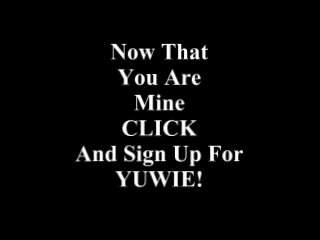 Now That
You Are
Mine
CLICK
And Sign Up For
YUWIE!